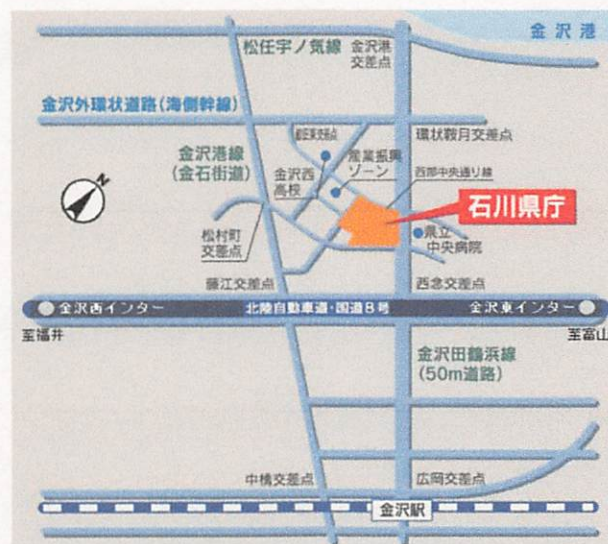 金沢港
松任宇ノ気線
金沢港
交差点
金沢外環状道路(海側幹線)
環状鞍月交差点
金沢港線
(金石街道)
金沢西
高校
産業振興
ゾーン
西部中央通り線
石川県庁
県立
中央病院
松村町
交差点
藤江交差点
西念交差点
金沢西インター
北陸自動車道・国道8号
金沢東インター
至福井
至富山
金沢田鶴浜線
(50m道路)
中橋交差点
広岡交差点
金沢駅
N